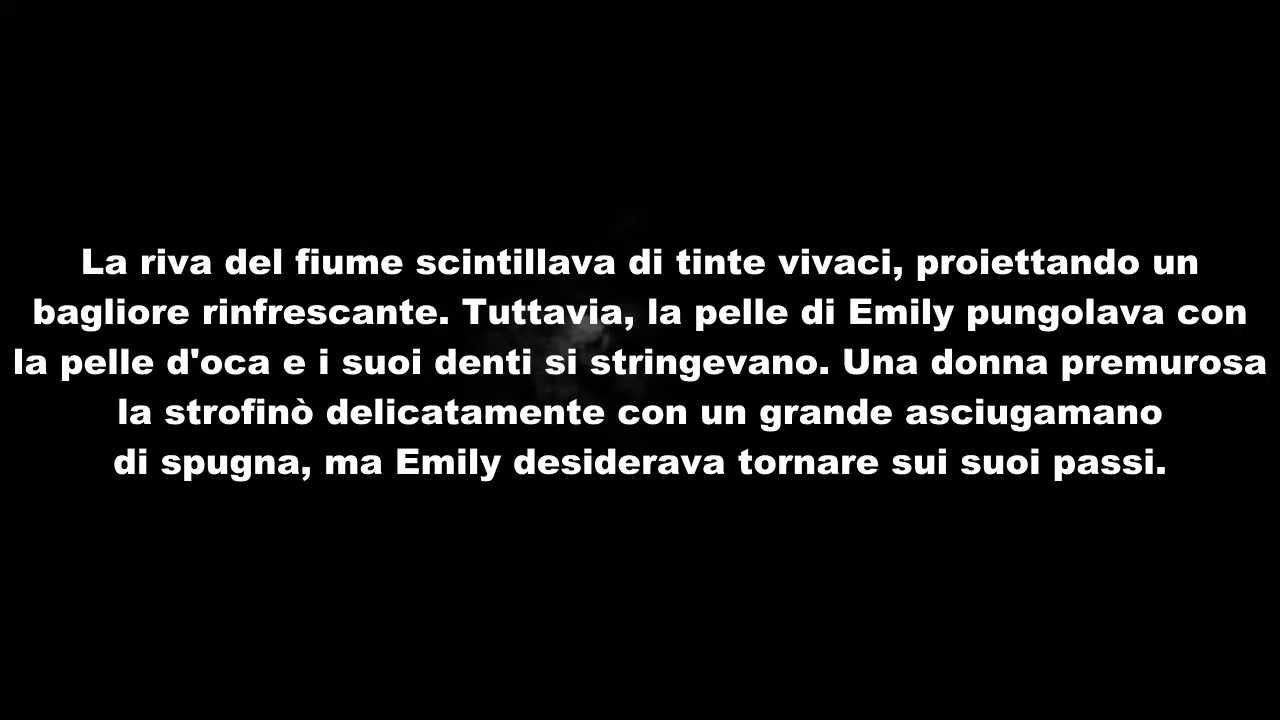 La riva del fiume scintillava di tinte vivaci, proiettando un
bagliore rinfrescante. Tuttavia, la pelle di Emily pungolava con
la pelle d'oca e i suoi denti si stringevano. Una donna premurosa
la strofinò delicatamente con un grande asciugamano
di spugna, ma Emily desiderava tornare sui suoi passi.